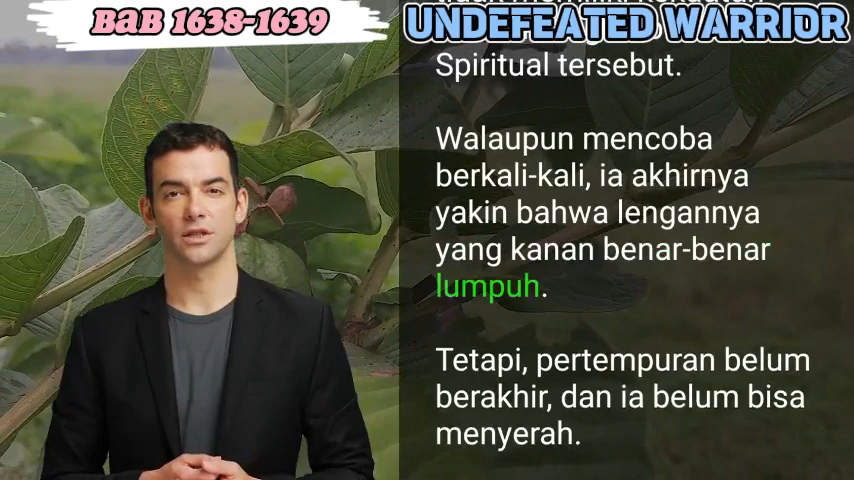 BAB 1638-1639
UNDEFEATED WARRIOR
Spiritual tersebut.
Walaupun mencoba
berkali-kali, ia akhirnya
yakin bahwa lengannya
yang kanan benar-benar
lumpuh.
Tetapi, pertempuran belum
berakhir, dan ia belum bisa
menyerah.